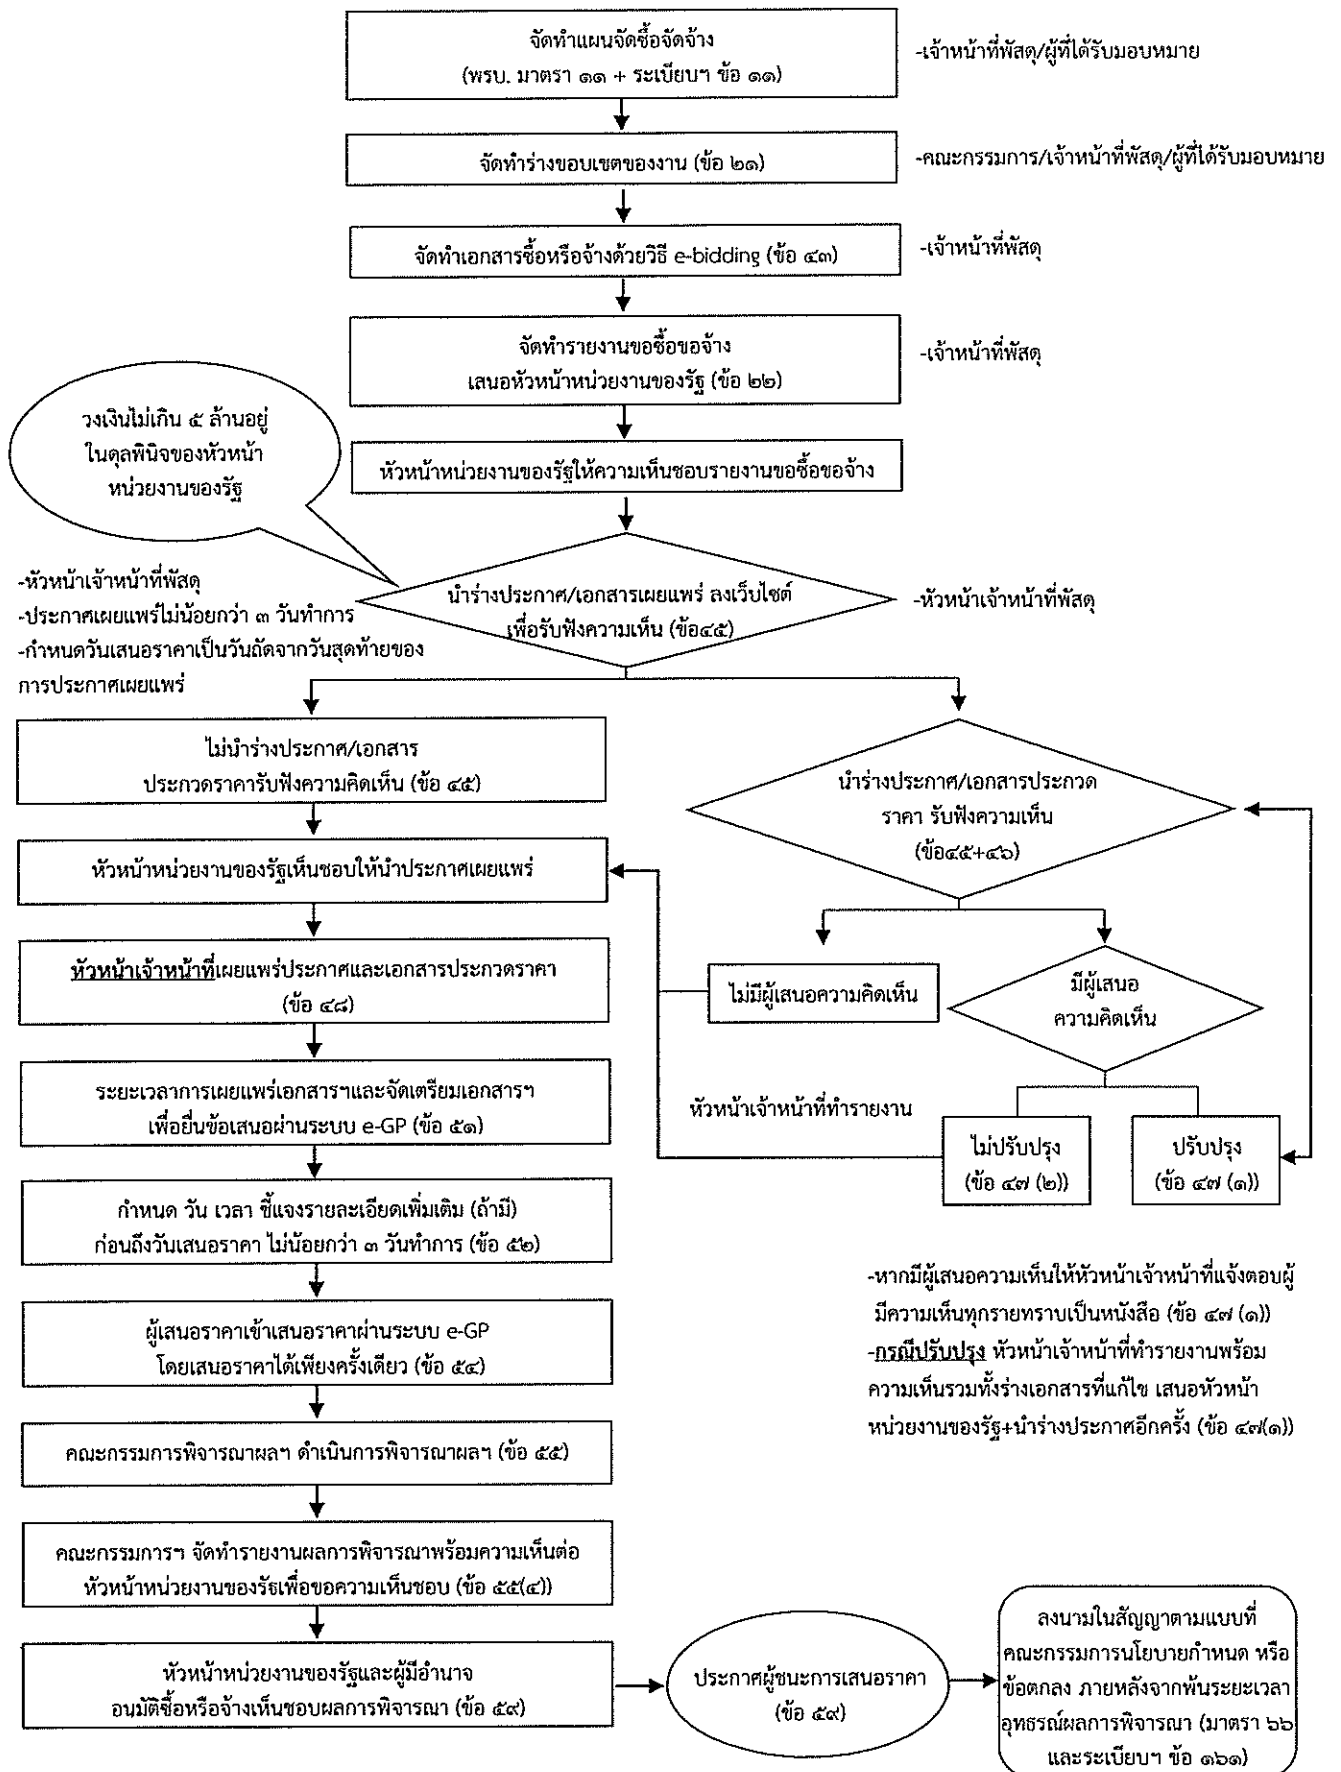 จัดทำแผนจัดซื้อจัดจ้าง
(พรบ. มาตรา ๑๑ + ระเบียบฯ ข้อ ๑๑)
-เจ้าหน้าที่พัสดุ/ผู้ที่ได้รับมอบหมาย
จัดทำร่างขอบเขตของงาน (ข้อ ๒๑)
-คณะกรรมการ/เจ้าหน้าที่พัสดุ/ผู้ที่ได้รับมอบหมาย
จัดทำเอกสารซื้อหรือจ้างด้วยวิธี e-bidding (ข้อ ๔๓)
-เจ้าหน้าที่พัสดุ
จัดทำรายงานขอซื้อขอจ้าง
เสนอหัวหน้าหน่วยงานของรัฐ (ข้อ ๒๒)
-เจ้าหน้าที่พัสดุ
วงเงินไม่เกิน ๕ ล้านอยู่
ในดุลพินิจของหัวหน้า
หน่วยงานของรัฐ
หัวหน้าหน่วยงานของรัฐให้ความเห็นชอบรายงานขอซื้อขอจ้าง
-หัวหน้าเจ้าหน้าที่พัสดุ
-ประกาศเผยแพร่ไม่น้อยกว่า ๓ วันทำการ
-กำหนดวันเสนอราคาเป็นวันถัดจากวันสุดท้ายของ
การประกาศเผยแพร่
นำร่างประกาศ/เอกสารเผยแพร่ ลงเว็บไซต์
เพื่อรับฟังความเห็น (ข้อ๔๕)
-หัวหน้าเจ้าหน้าที่พัสดุ
ไม่นำร่างประกาศ/เอกสาร
ประกวดราคารับฟังความคิดเห็น (ข้อ ๔๕)
นำร่างประกาศ/เอกสารประกวด
ราคา รับฟังความเห็น
(ข้อ๔๕+๔๖)
หัวหน้าหน่วยงานของรัฐเห็นชอบให้นำประกาศเผยแพร่
หัวหน้าเจ้าหน้าที่เผยแพร่ประกาศและเอกสารประกวดราคา
(ข้อ ๔๘)
ไม่มีผู้เสนอความคิดเห็น
มีผู้เสนอ
ความคิดเห็น
ระยะเวลาการเผยแพร่เอกสารฯและจัดเตรียมเอกสารฯ
เพื่อยื่นข้อเสนอผ่านระบบ e-GP (ข้อ ๕๑)
หัวหน้าเจ้าหน้าที่ทำรายงาน
ไม่ปรับปรุง
(ข้อ ๔๗ (๒))
ปรับปรุง
(ข้อ ๔๗ (๑))
กำหนด วัน เวลา ชี้แจงรายละเอียดเพิ่มเติม (ถ้ามี)
ก่อนถึงวันเสนอราคา ไม่น้อยกว่า ๓ วันทำการ (ข้อ ๕๒)
-หากมีผู้เสนอความเห็นให้หัวหน้าเจ้าหน้าที่แจ้งตอบผู้
มีความเห็นทุกรายทราบเป็นหนังสือ (ข้อ ๔๗ (๑))
-กรณีปรับปรุง หัวหน้าเจ้าหน้าที่ทำรายงานพร้อม
ความเห็นรวมทั้งร่างเอกสารที่แก้ไข เสนอหัวหน้า
หน่วยงานของรัฐ+นำร่างประกาศอีกครั้ง (ข้อ ๔๗(๑))
ผู้เสนอราคาเข้าเสนอราคาผ่านระบบ e-GP
โดยเสนอราคาได้เพียงครั้งเดียว (ข้อ ๕๔)
คณะกรรมการพิจารณาผลฯ ดำเนินการพิจารณาผลฯ (ข้อ ๕๕)
คณะกรรมการฯ จัดทำรายงานผลการพิจารณาพร้อมความเห็นต่อ
หัวหน้าหน่วยงานของรัฐเพื่อขอความเห็นชอบ (ข้อ ๕๕(๔))
หัวหน้าหน่วยงานของรัฐและผู้มีอำนาจ
อนุมัติซื้อหรือจ้างเห็นชอบผลการพิจารณา (ข้อ ๕๙)
ประกาศผู้ชนะการเสนอราคา
(ข้อ ๕๙)
ลงนามในสัญญาตามแบบที่
คณะกรรมการนโยบายกำหนด หรือ
ข้อตกลง ภายหลังจากพ้นระยะเวลา
อุทธรณ์ผลการพิจารณา (มาตรา ๖๖
และระเบียบฯ ข้อ ๑๖๑)